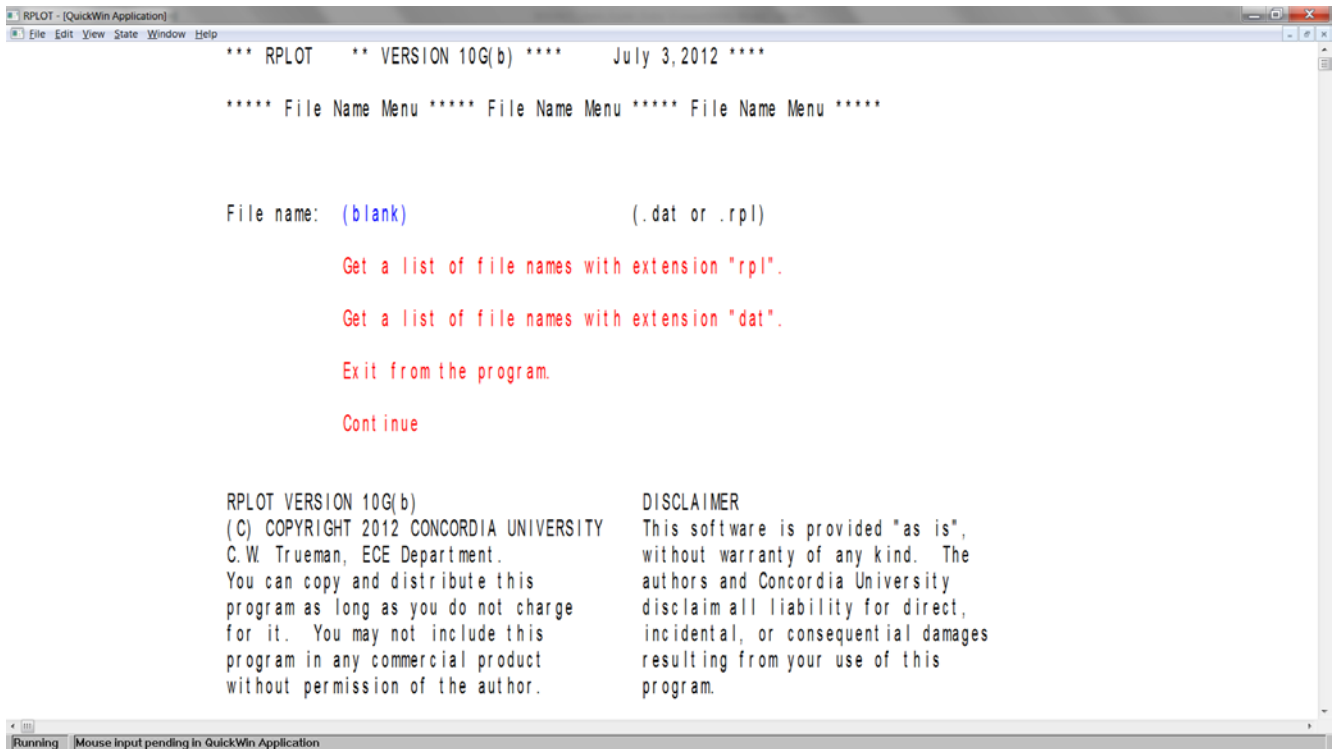 RPLOT - [QuickWin Application]
File Edit View State Window Help
*** RPLOT ** VERSION 10G(b) **** July 3,2012 ****
***** File Name Menu ***** File Name Menu ***** File Name Menu *****
File name: (blank) (.dat or .rpl)
Get a list of file names with extension "rpl".
Get a list of file names with extension "dat".
Exit from the program.
Continue
RPLOT VERSION 10G(b)
(C) COPYRIGHT 2012 CONCORDIA UNIVERSITY
C.W. Trueman, ECE Department.
You can copy and distribute this
program as long as you do not charge
for it. You may not include this
program in any commercial product
without permission of the author.
DISCLAIMER
This software is provided "as is",
without warranty of any kind. The
authors and Concordia University
disclaim all liability for direct,
incidental, or consequential damages
resulting from your use of this
program.
Running Mouse input pending in QuickWin Application